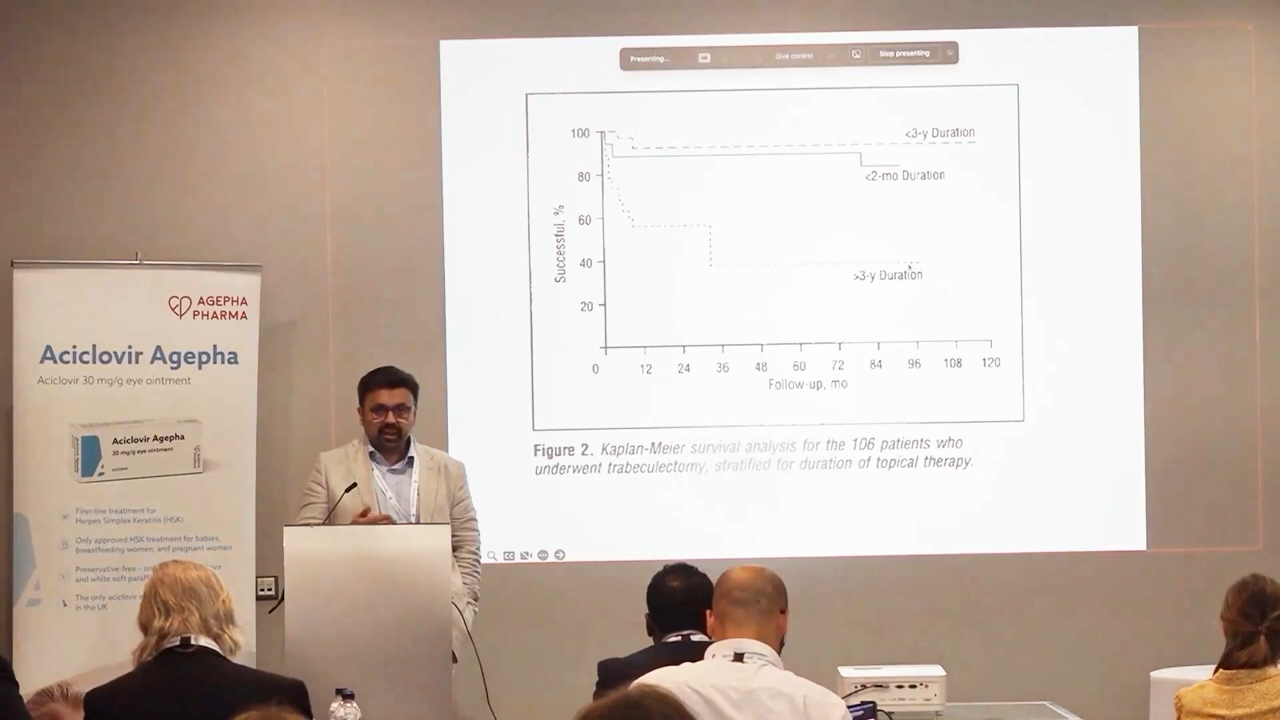 Presenting...
Give control
Stop presenting
100
80
60
40
20
Successful, %
<3-y Duration
<2-mo Duration
>3-y Duration
0 12 24 36 48 60 72 84 96 108 120
Follow-up, mo
Figure 2. Kaplan-Meier survival analysis for the 106 patients who
underwent trabeculectomy, stratified for duration of topical therapy.
CC
AGEPHA
PHARMA
Aciclovir Agepha
Aciclovir 30 mg/g eye ointment
Aciclovir Agepha
30 mg/g eye ointment
First-line treatment for
Herpes Simplex Keratitis (HSK)
Only approved HSK treatment for babies,
breastfeeding women, and pregnant women
Preservative-free –
and white soft
The only aciclovir
in the UK